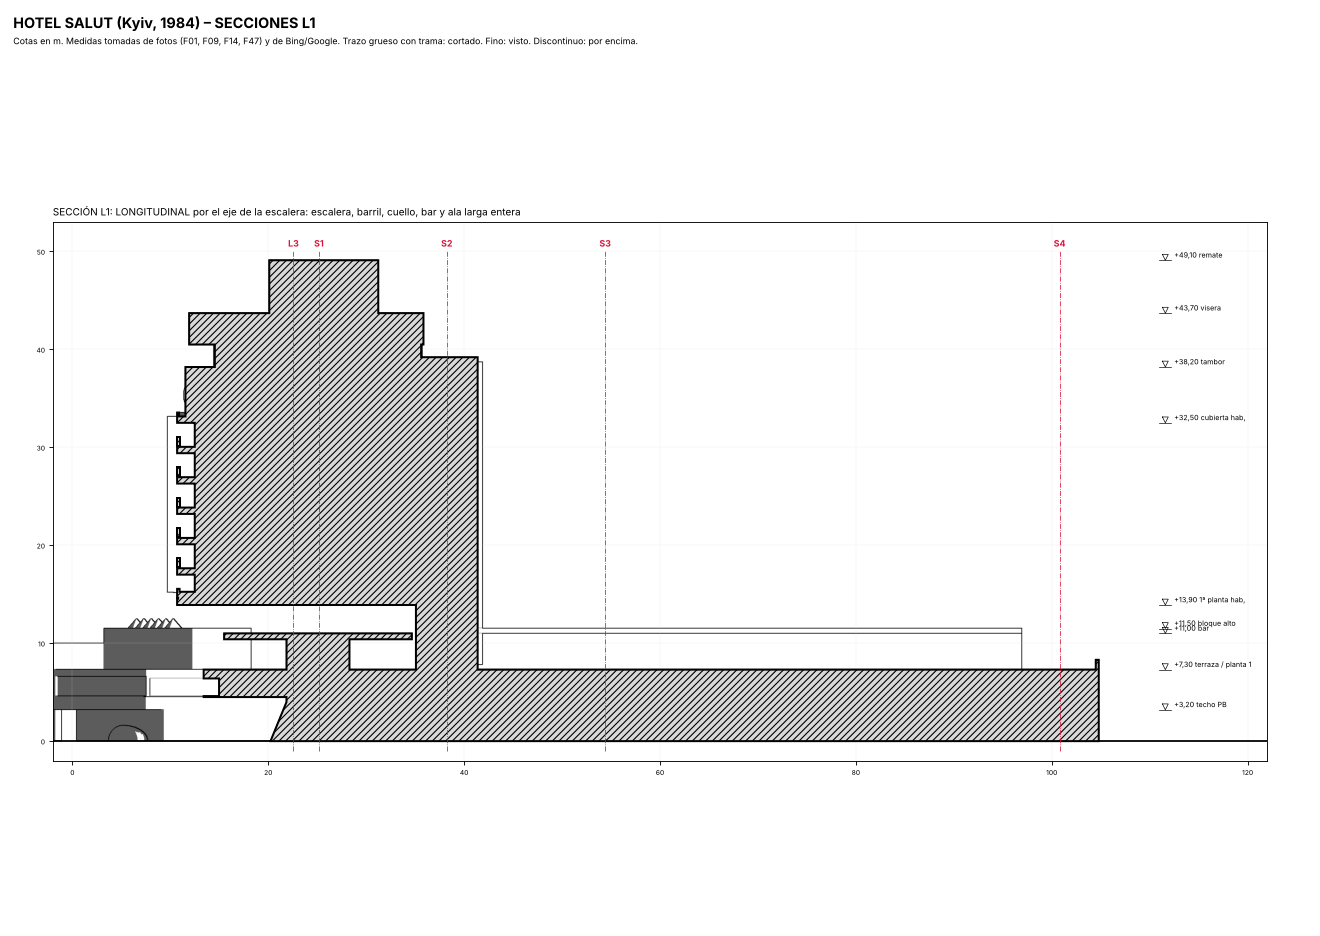 HOTEL SALUT (Kyiv, 1984) – SECCIONES L1
Cotas en m. Medidas tomadas de fotos (F01, F09, F14, F47) y de Bing/Google. Trazo grueso con trama: cortado. Fino: visto. Discontinuo: por encima.
SECCIÓN L1: LONGITUDINAL por el eje de la escalera: escalera, barril, cuello, bar y ala larga entera
L3 S1 S2 S3 S4
50
+49,10 remate
+43,70 visera
40
+38,20 tambor
+32,50 cubierta hab,
30
20
+13,90 1ª planta hab,
+11,50 bloque alto
+11,00 bar
10
+7,30 terraza / planta 1
+3,20 techo PB
0
0 20 40 60 80 100 120